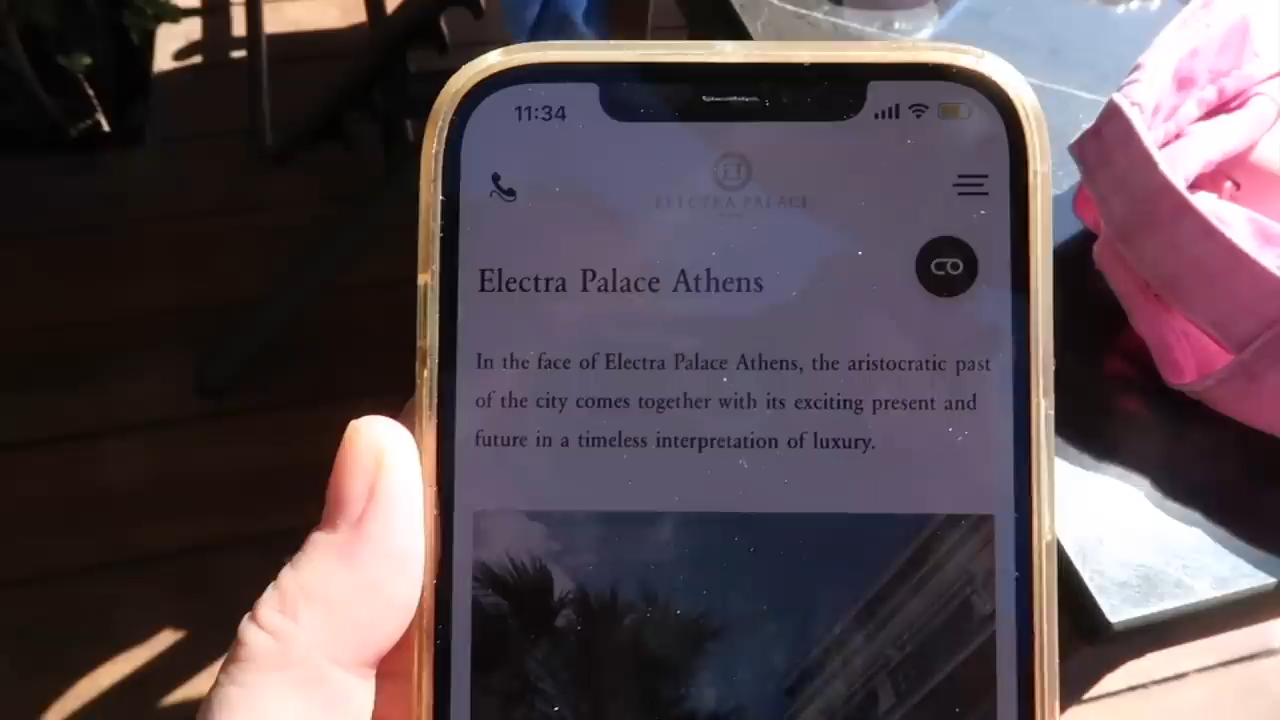 11:34
ELECTRA PALACE
Electra Palace Athens
In the face of Electra Palace Athens, the aristocratic past
of the city comes together with its exciting present and
future in a timeless interpretation of luxury.